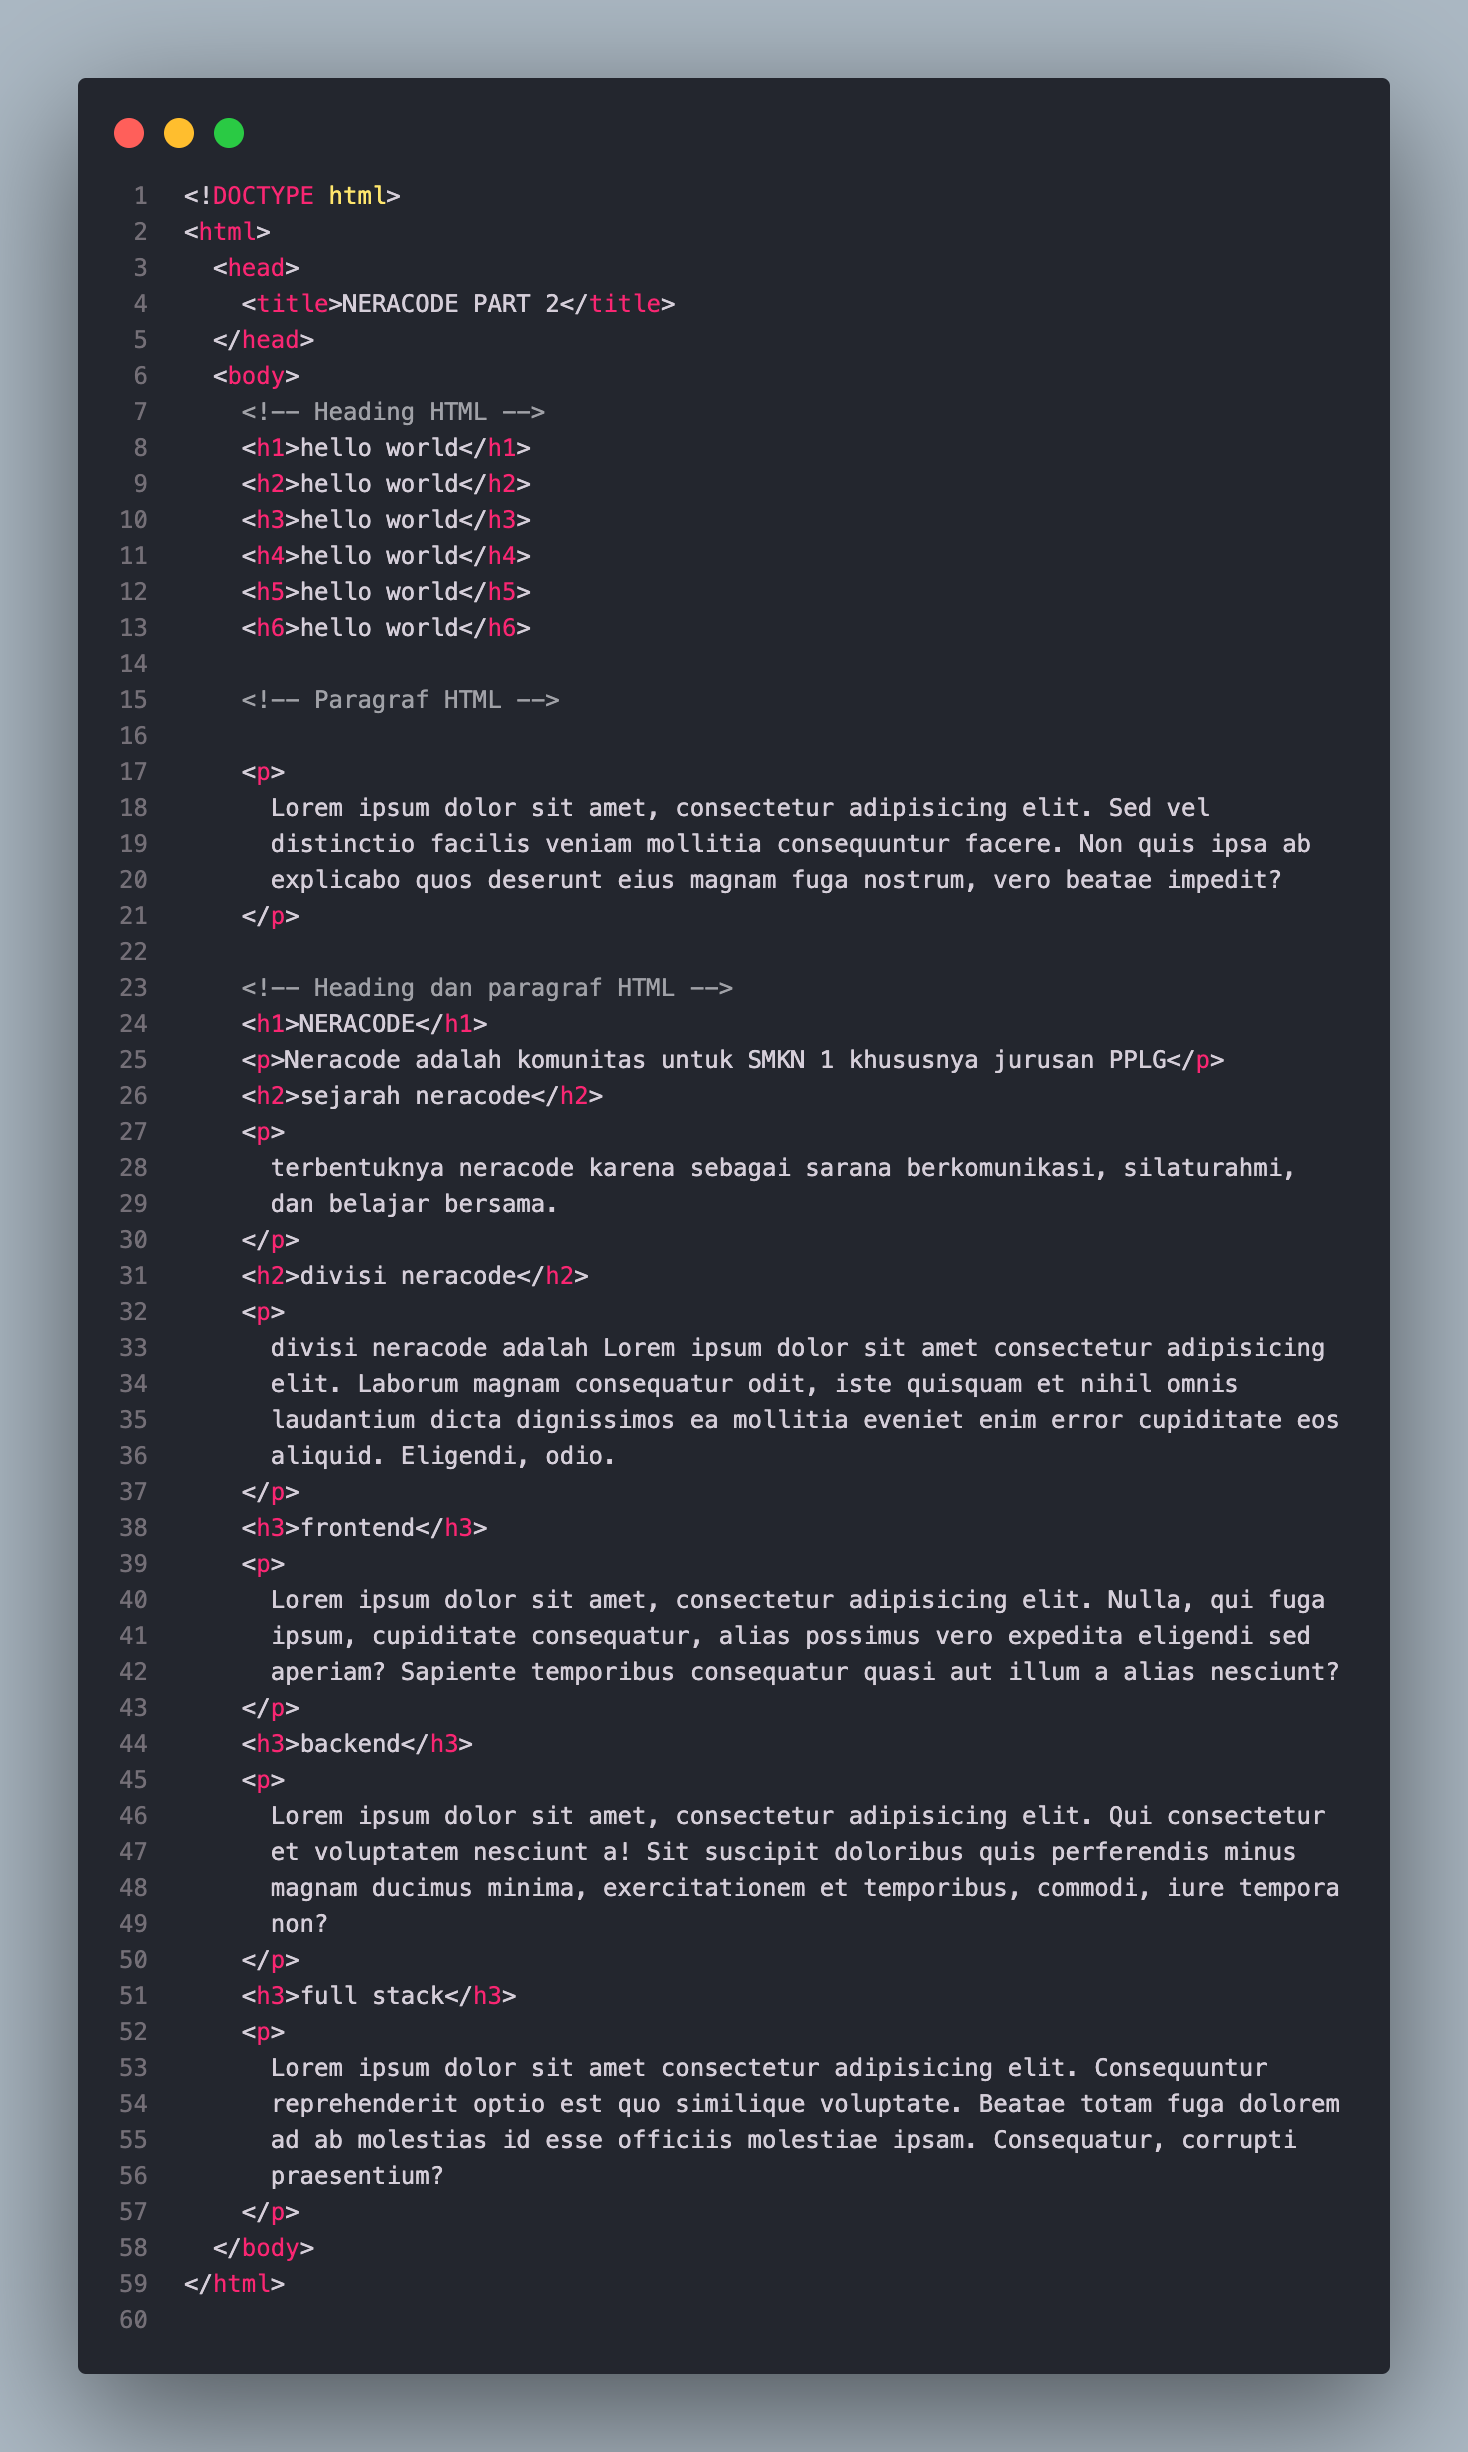 1 <!DOCTYPE html>
2 <html>
3   <head>
4     <title>NERACODE PART 2</title>
5   </head>
6   <body>
7     <!-- Heading HTML -->
8     <h1>hello world</h1>
9     <h2>hello world</h2>
10     <h3>hello world</h3>
11     <h4>hello world</h4>
12     <h5>hello world</h5>
13     <h6>hello world</h6>
14
15     <!-- Paragraf HTML -->
16
17     <p>
18       Lorem ipsum dolor sit amet, consectetur adipisicing elit. Sed vel
19       distinctio facilis veniam mollitia consequuntur facere. Non quis ipsa ab
20       explicabo quos deserunt eius magnam fuga nostrum, vero beatae impedit?
21     </p>
22
23     <!-- Heading dan paragraf HTML -->
24     <h1>NERACODE</h1>
25     <p>Neracode adalah komunitas untuk SMKN 1 khususnya jurusan PPLG</p>
26     <h2>sejarah neracode</h2>
27     <p>
28       terbentuknya neracode karena sebagai sarana berkomunikasi, silaturahmi,
29       dan belajar bersama.
30     </p>
31     <h2>divisi neracode</h2>
32     <p>
33       divisi neracode adalah Lorem ipsum dolor sit amet consectetur adipisicing
34       elit. Laborum magnam consequatur odit, iste quisquam et nihil omnis
35       laudantium dicta dignissimos ea mollitia eveniet enim error cupiditate eos
36       aliquid. Eligendi, odio.
37     </p>
38     <h3>frontend</h3>
39     <p>
40       Lorem ipsum dolor sit amet, consectetur adipisicing elit. Nulla, qui fuga
41       ipsum, cupiditate consequatur, alias possimus vero expedita eligendi sed
42       aperiam? Sapiente temporibus consequatur quasi aut illum a alias nesciunt?
43     </p>
44     <h3>backend</h3>
45     <p>
46       Lorem ipsum dolor sit amet, consectetur adipisicing elit. Qui consectetur
47       et voluptatem nesciunt a! Sit suscipit doloribus quis perferendis minus
48       magnam ducimus minima, exercitationem et temporibus, commodi, iure tempora
49       non?
50     </p>
51     <h3>full stack</h3>
52     <p>
53       Lorem ipsum dolor sit amet consectetur adipisicing elit. Consequuntur
54       reprehenderit optio est quo similique voluptate. Beatae totam fuga dolorem
55       ad ab molestias id esse officiis molestiae ipsam. Consequatur, corrupti
56       praesentium?
57     </p>
58   </body>
59 </html>
60